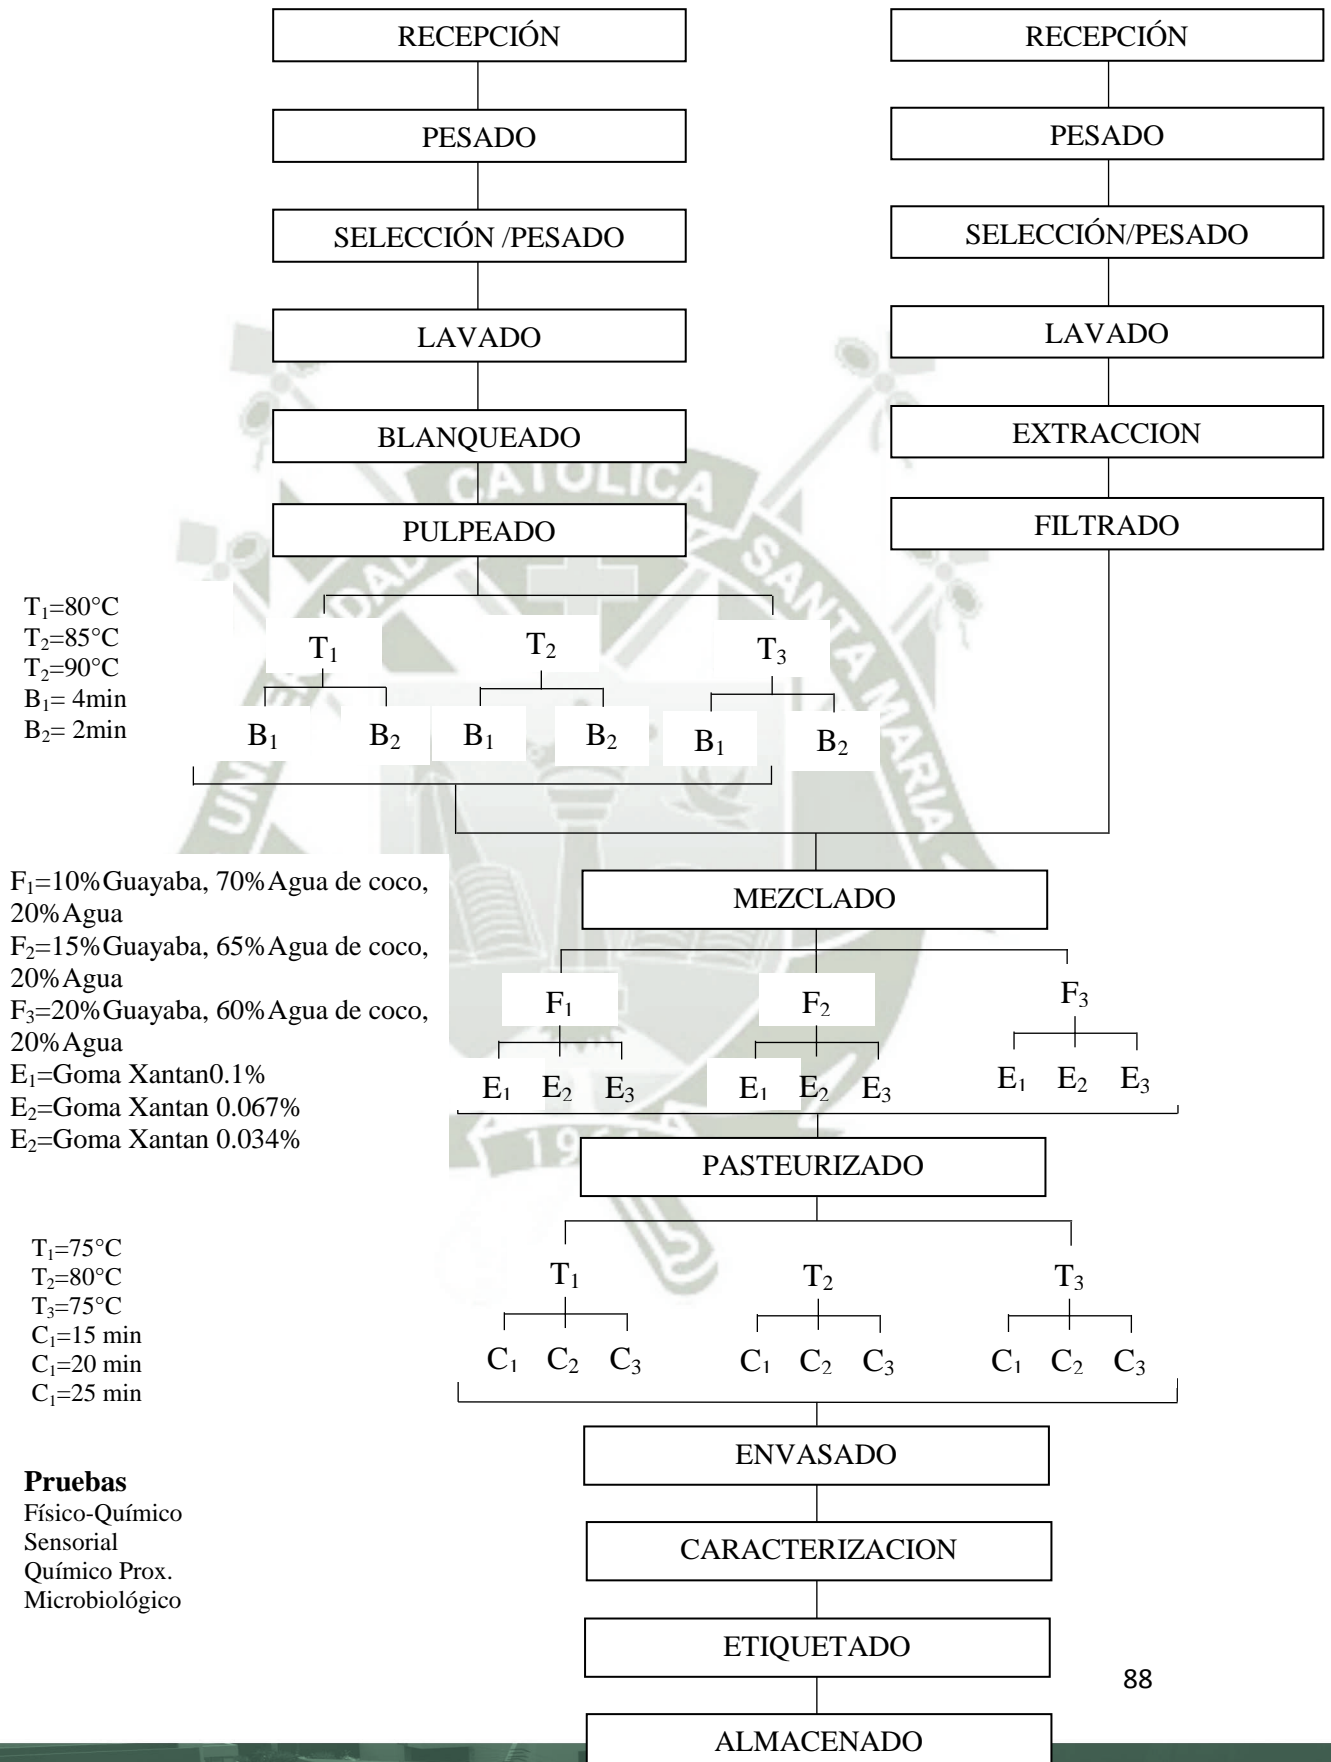 RECEPCIÓN
RECEPCIÓN
PESADO
PESADO
SELECCIÓN /PESADO
SELECCIÓN/PESADO
LAVADO
LAVADO
BLANQUEADO
EXTRACCION
PULPEADO
FILTRADO
T₁=80°C
T₂=85°C
T₂=90°C
B₁= 4min
B₂= 2min
T₁ T₂ T₃
B₁ B₂ B₁ B₂ B₁ B₂
F₁=10%Guayaba, 70%Agua de coco,
20%Agua
F₂=15%Guayaba, 65%Agua de coco,
20%Agua
F₃=20%Guayaba, 60%Agua de coco,
20%Agua
E₁=Goma Xantan0.1%
E₂=Goma Xantan 0.067%
E₂=Goma Xantan 0.034%
MEZCLADO
F₁ F₂ F₃
E₁ E₂ E₃ E₁ E₂ E₃ E₁ E₂ E₃
PASTEURIZADO
T₁=75°C
T₂=80°C
T₃=75°C
C₁=15 min
C₁=20 min
C₁=25 min
T₁ T₂ T₃
C₁ C₂ C₃ C₁ C₂ C₃ C₁ C₂ C₃
ENVASADO
Pruebas
Físico-Químico
Sensorial
Químico Prox.
Microbiológico
CARACTERIZACION
ETIQUETADO
88
ALMACENADO
CATOLICA
SANTA MARIA